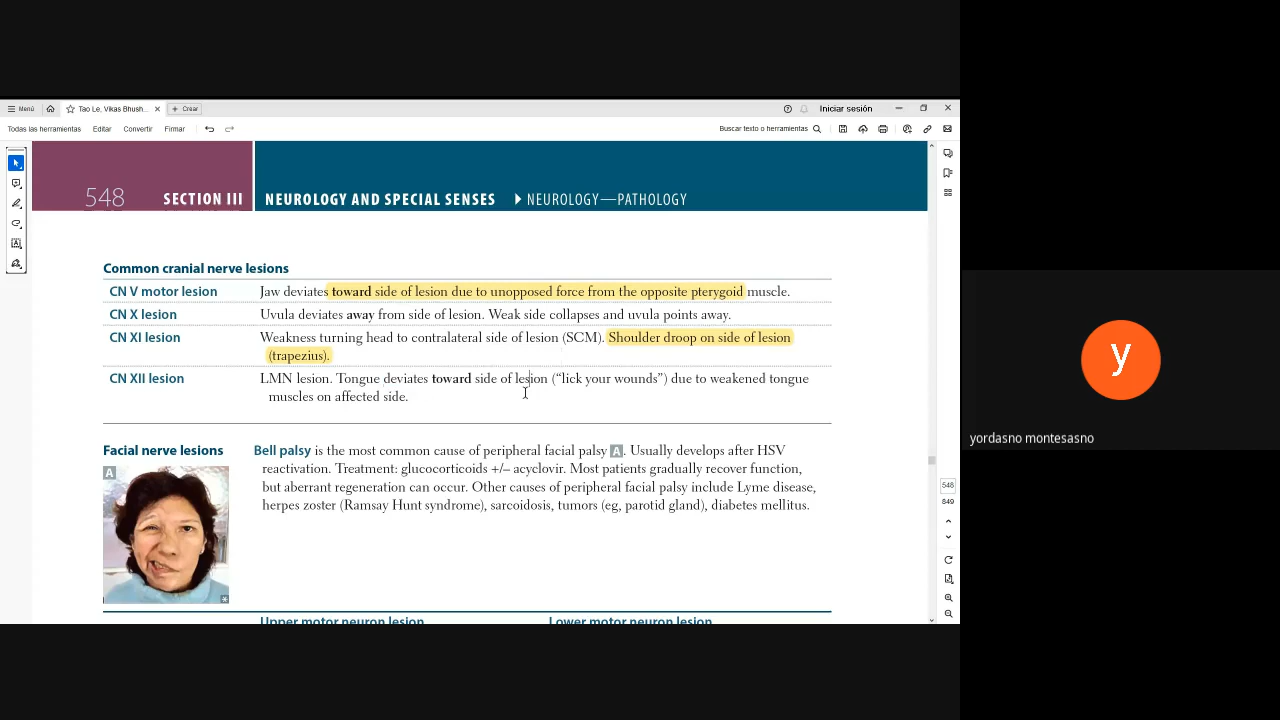 Menú
Tao Le, Vikas Bhush...
Crear
Iniciar sesión
Todas las herramientas
Editar
Convertir
Firmar
Buscar texto o herramientas
548
SECTION III
NEUROLOGY AND SPECIAL SENSES
NEUROLOGY—PATHOLOGY
Common cranial nerve lesions
CN V motor lesion
Jaw deviates toward side of lesion due to unopposed force from the opposite pterygoid muscle.
CN X lesion
Uvula deviates away from side of lesion. Weak side collapses and uvula points away.
CN XI lesion
Weakness turning head to contralateral side of lesion (SCM). Shoulder droop on side of lesion
(trapezius).
CN XII lesion
LMN lesion. Tongue deviates toward side of lesion (“lick your wounds”) due to weakened tongue
muscles on affected side.
Facial nerve lesions
A
Bell palsy is the most common cause of peripheral facial palsy A. Usually develops after HSV
reactivation. Treatment: glucocorticoids +/– acyclovir. Most patients gradually recover function,
but aberrant regeneration can occur. Other causes of peripheral facial palsy include Lyme disease,
herpes zoster (Ramsay Hunt syndrome), sarcoidosis, tumors (eg, parotid gland), diabetes mellitus.
Upper motor neuron lesion
Lower motor neuron lesion
548
849
y
yordasno montesasno